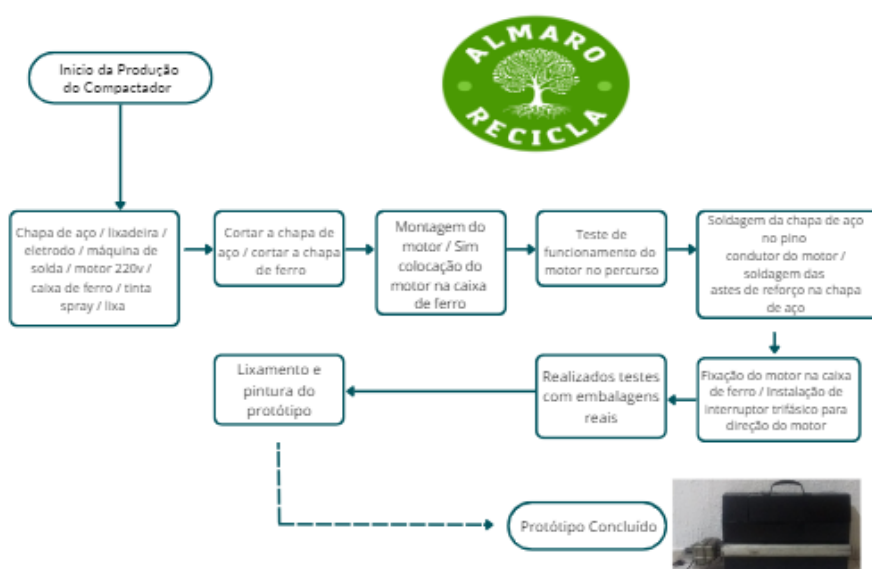 ALMARO
RECICLA
Inicio da Produção
do Compactador
Chapa de aço / lixadeira /
eletrodo / máquina de
solda / motor 220v /
caixa de ferro / tinta
spray / lixa
Cortar a chapa de
aço / cortar a chapa
de ferro
Montagem do
motor / Sim
colocação do
motor na caixa
de ferro
Teste de
funcionamento do
motor no percurso
Soldagem da chapa de aço
no pino
condutor do motor /
soldagem das
astes de reforço na chapa
de aço
Fixação do motor na caixa
de ferro / Instalação de
interruptor trifásico para
direção do motor
Realizados testes
com embalagens
reais
Lixamento e
pintura do
protótipo
Protótipo Concluído